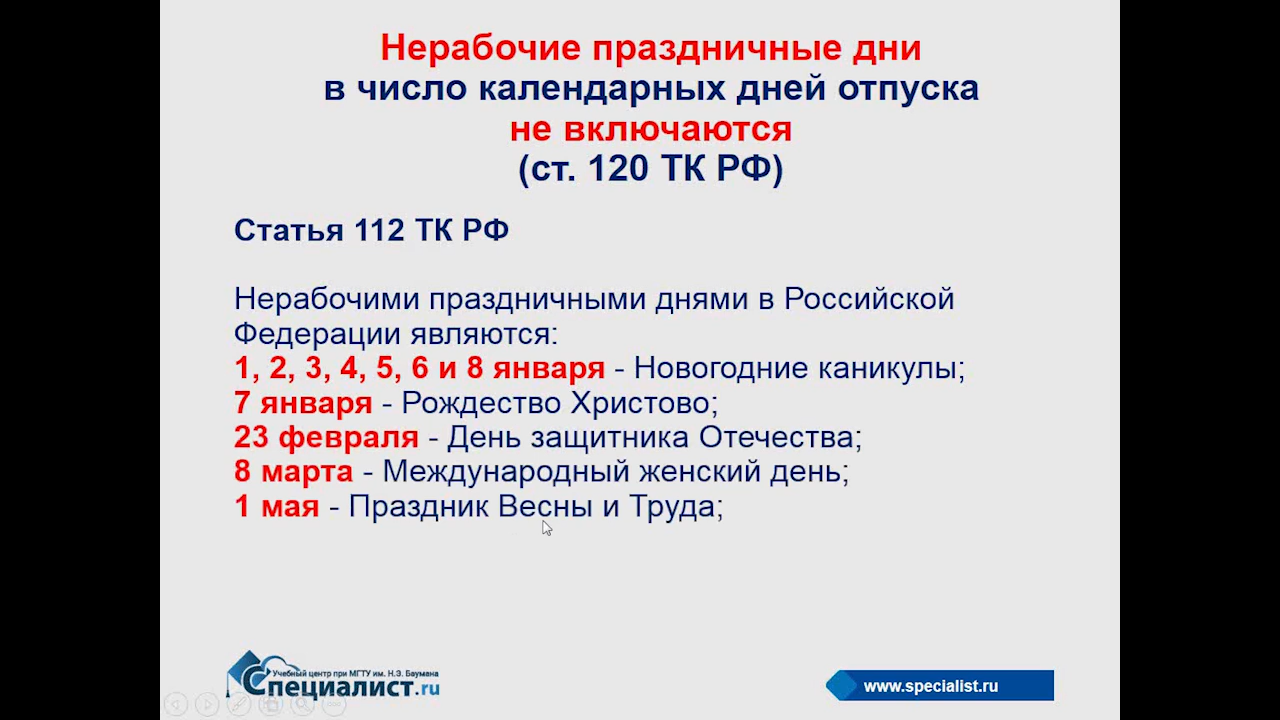 Нерабочие праздничные дни
в число календарных дней отпуска
не включаются
(ст. 120 ТК РФ)
Статья 112 ТК РФ
Нерабочими праздничными днями в Российской
Федерации являются:
1, 2, 3, 4, 5, 6 и 8 января - Новогодние каникулы;
7 января - Рождество Христово;
23 февраля - День защитника Отечества;
8 марта - Международный женский день;
1 мая - Праздник Весны и Труда;
Учебный центр при МГТУ им. Н.Э. Баумана
Специалист.ru
www.specialist.ru